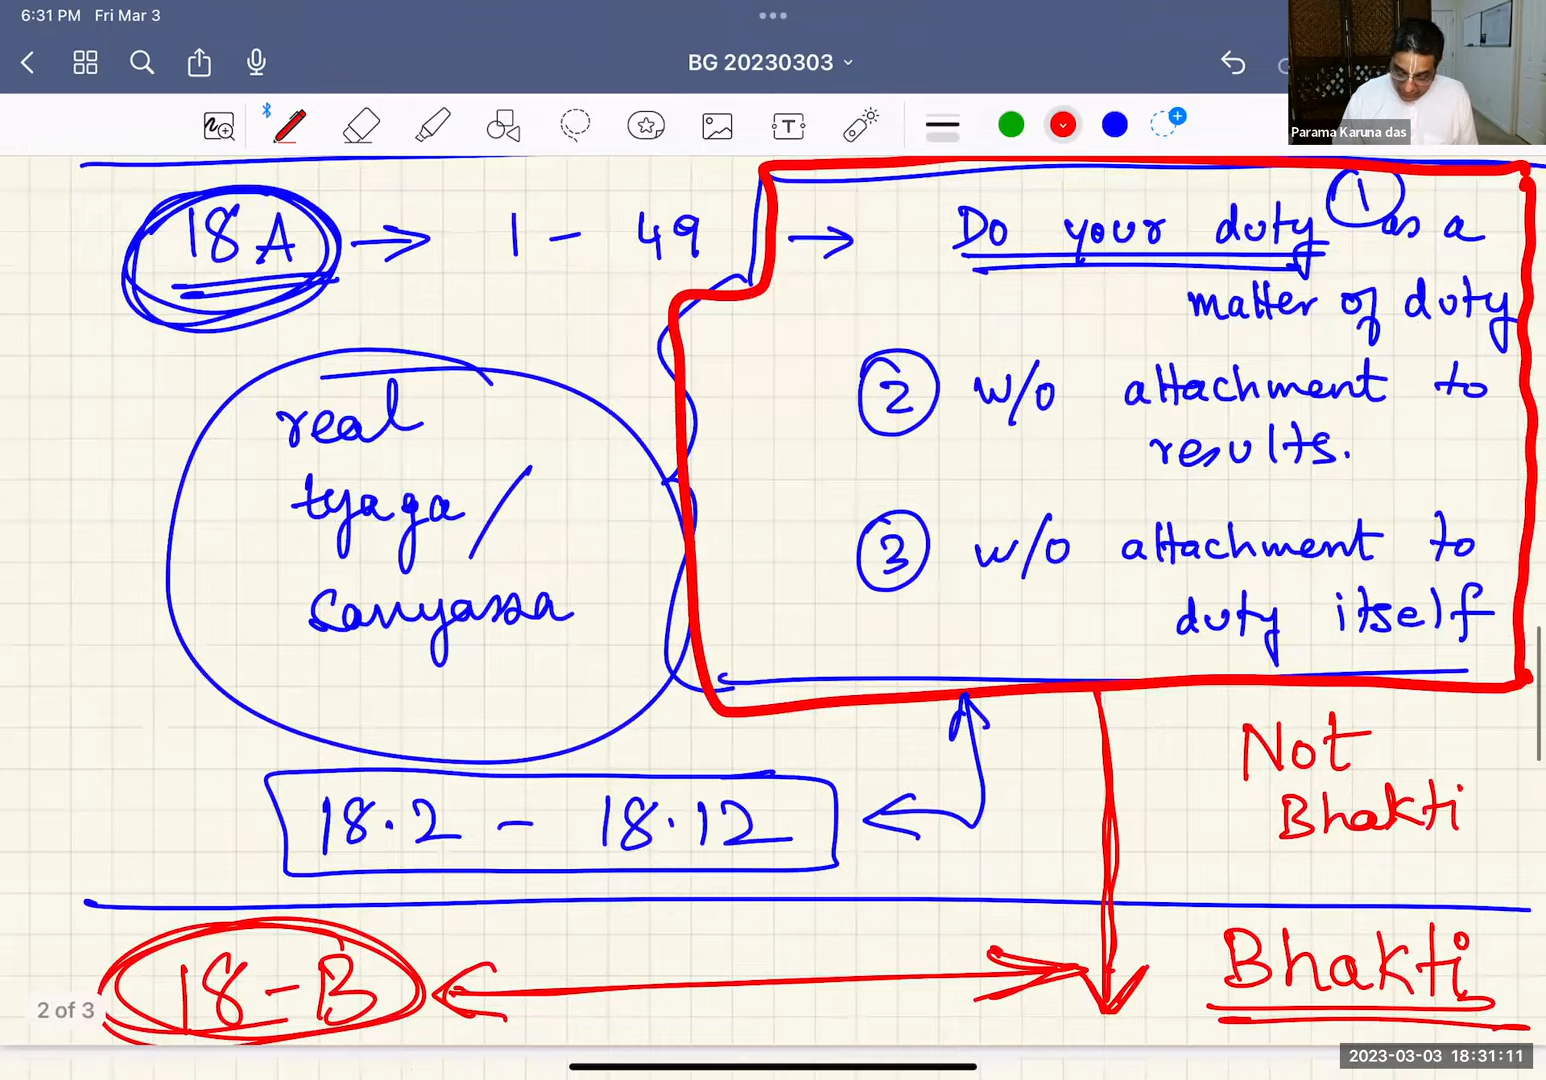 6:31 PM Fri Mar 3
BG 20230303
Parama Karuna das
18A → 1 - 49 → Do your duty ① as a
matter of duty
② w/o attachment to
results.
③ w/o attachment to
duty itself
real
tyaga /
sanyassa
18.2 - 18.12
Not
Bhakti
18-B
Bhakti
2 of 3
2023-03-03 18:31:11